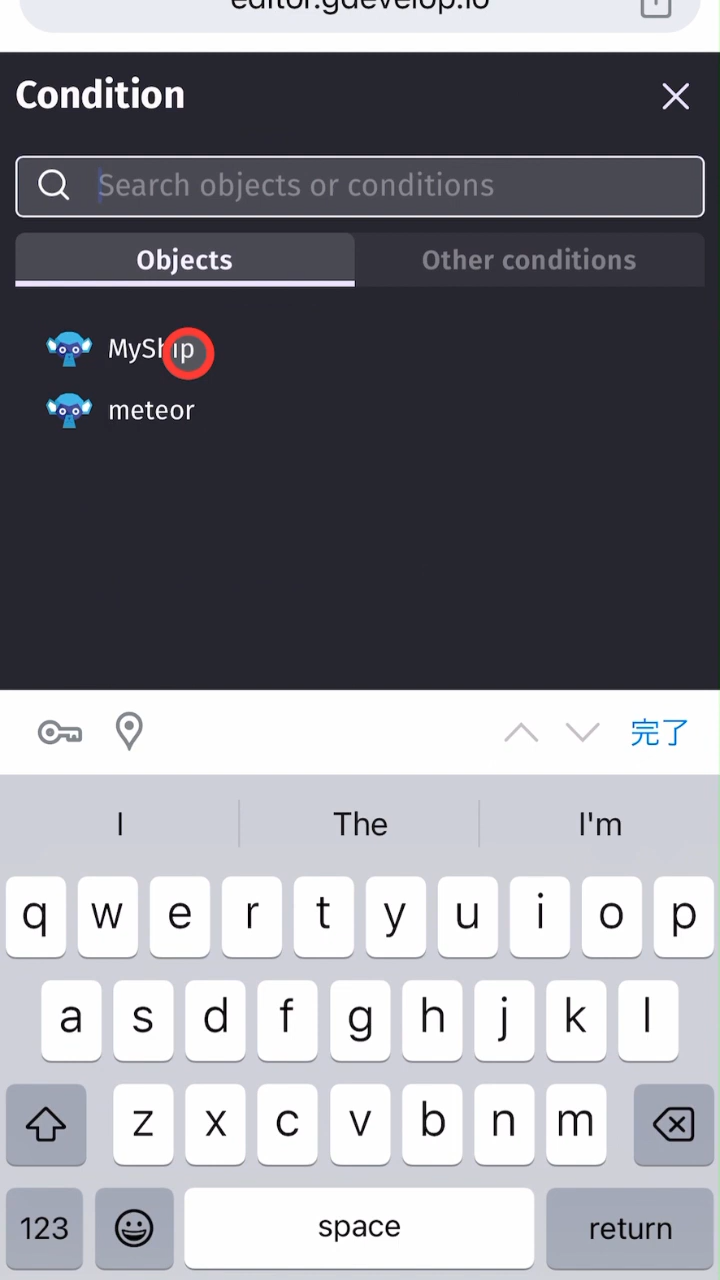 editor.gdevelop.io
Condition
Search objects or conditions
Objects
Other conditions
MyShip
meteor
完了
I
The
I'm
q w e r t y u i o p
a s d f g h j k l
z x c v b n m
123
space
return